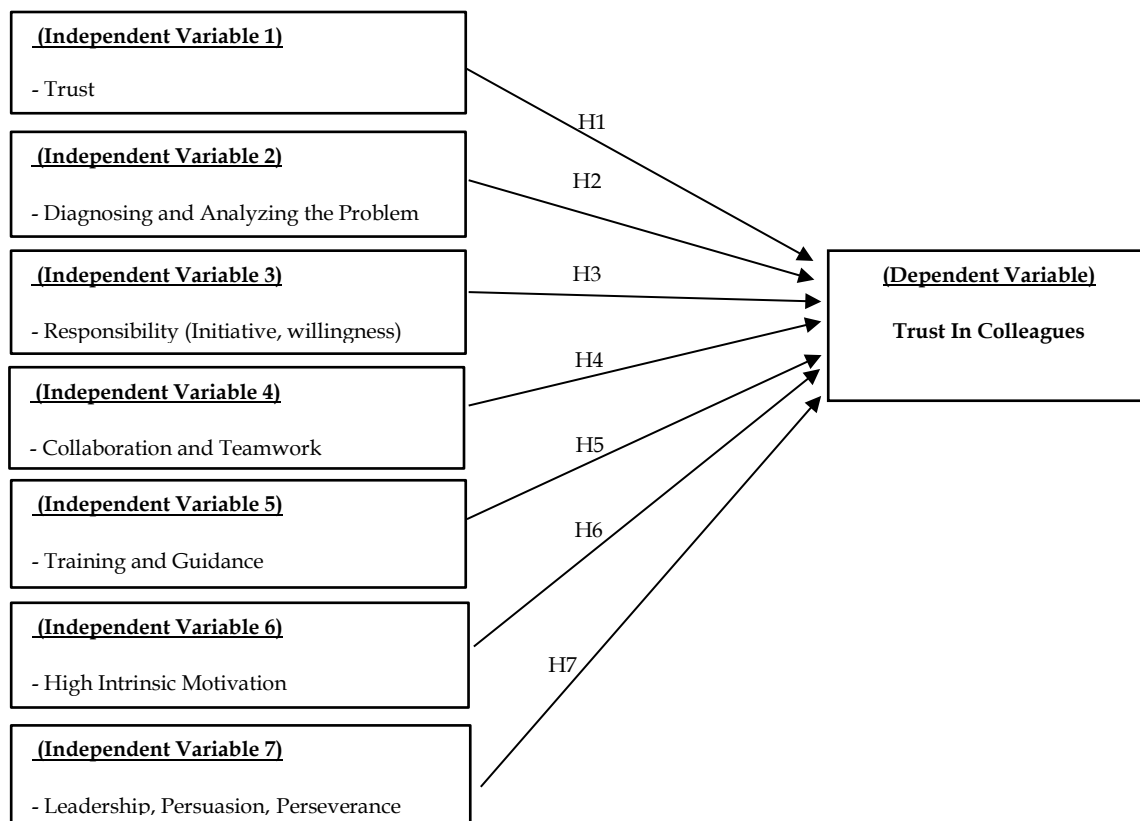 (Independent Variable 1)
- Trust
(Independent Variable 2)
- Diagnosing and Analyzing the Problem
(Independent Variable 3)
- Responsibility (Initiative, willingness)
(Independent Variable 4)
- Collaboration and Teamwork
(Independent Variable 5)
- Training and Guidance
(Independent Variable 6)
- High Intrinsic Motivation
(Independent Variable 7)
- Leadership, Persuasion, Perseverance
H1
H2
H3
H4
H5
H6
H7
(Dependent Variable)
Trust In Colleagues